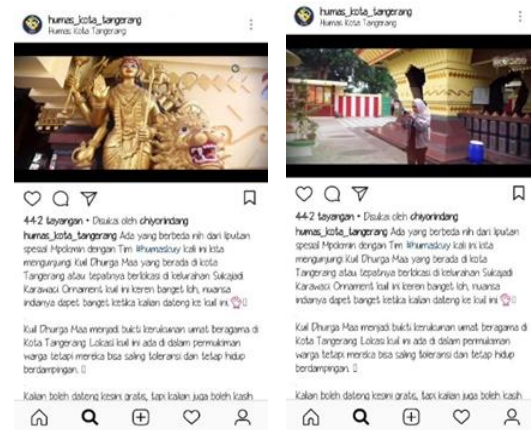 humas_kota_tangerang
Humas Kota Tangerang
442 tayangan • Disukai oleh chiyorindang
humas_kota_tangerang Ada yang berbeda nih dari liputan
spesial Mpokmin dengan Tim #humascuy kali ini kita
mengunjungi Kuil Dhurga Maa yang berada di kota
Tangerang atau tepatnya berlokasi di kelurahan Sukajadi
Karawaci Ornament kuil ini keren banget loh, nuansa
indianya dapet banget ketika kalian dateng ke kuil ini
Kuil Dhurga Maa menjadi bukti kerukunan umat beragama di
Kota Tangerang Lokasi kuil ini ada di dalam permukiman
warga tetapi mereka bisa saling toleransi dan tetap hidup
berdampingan.
Kalian boleh dateng kesini gratis, tapi kalian juga boleh kasih
humas_kota_tangerang
Humas Kota Tangerang
442 tayangan • Disukai oleh chiyorindang
humas_kota_tangerang Ada yang berbeda nih dari liputan
spesial Mpokmin dengan Tim #humascuy kali ini kita
mengunjungi Kuil Dhurga Maa yang berada di kota
Tangerang atau tepatnya berlokasi di kelurahan Sukajadi
Karawaci Ornament kuil ini keren banget loh, nuansa
indianya dapet banget ketika kalian dateng ke kuil ini
Kuil Dhurga Maa menjadi bukti kerukunan umat beragama di
Kota Tangerang Lokasi kuil ini ada di dalam permukiman
warga tetapi mereka bisa saling toleransi dan tetap hidup
berdampingan.
Kalian boleh dateng kesini gratis, tapi kalian juga boleh kasih